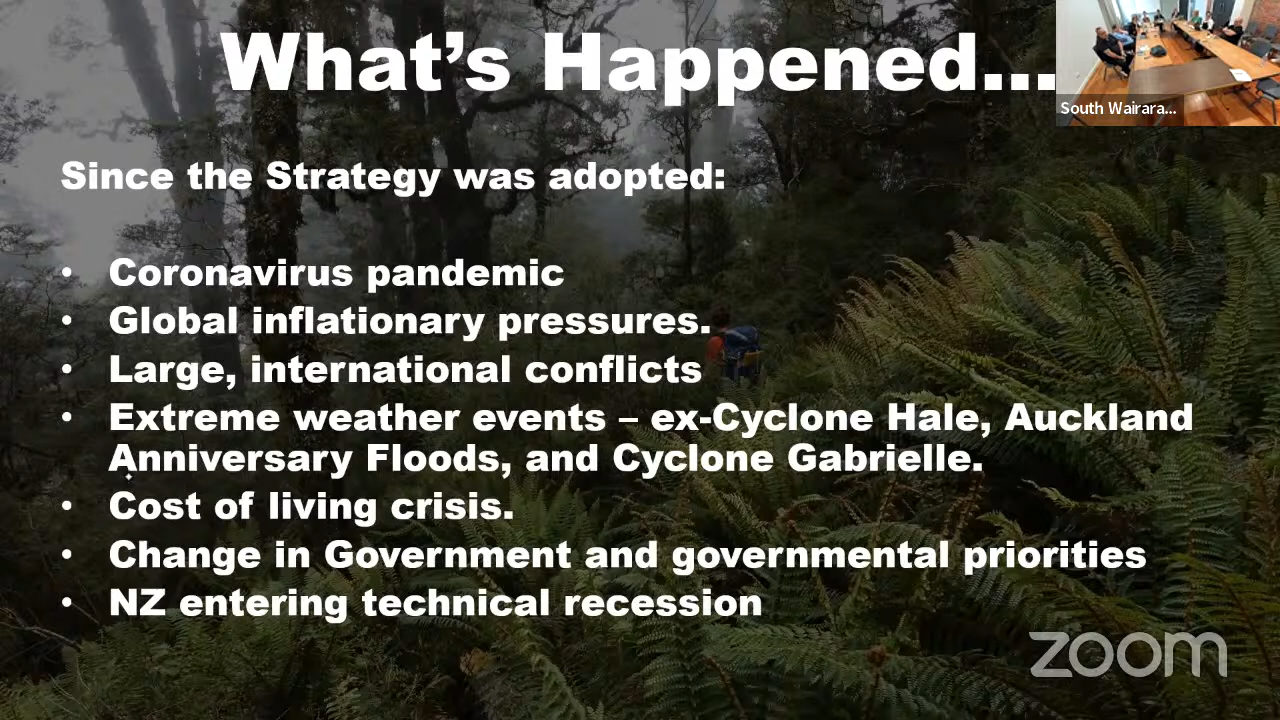 What’s Happened...
South Wairara...
Since the Strategy was adopted:
• Coronavirus pandemic
• Global inflationary pressures.
• Large, international conflicts
• Extreme weather events – ex-Cyclone Hale, Auckland
Anniversary Floods, and Cyclone Gabrielle.
• Cost of living crisis.
• Change in Government and governmental priorities
• NZ entering technical recession
zoom